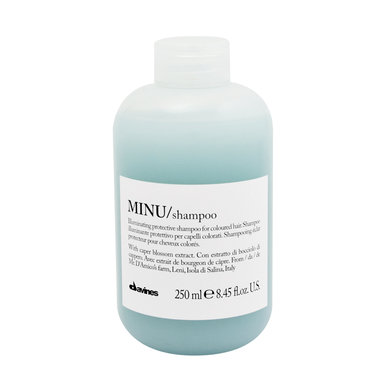 MINU/shampoo
Illuminating protective shampoo for coloured hair. Shampoo
illuminante protettivo per capelli colorati. Shampooing éclat
protecteur pour cheveux colorés.
With caper blossom extract. Con estratto di bocciolo di
cappero. Avec extrait de bourgeon de câpre. From / da / de
Mr. D'Amico's farm, Leni, Isola di Salina, Italy
davines
250 ml ℮ 8.45 fl.oz. U.S.